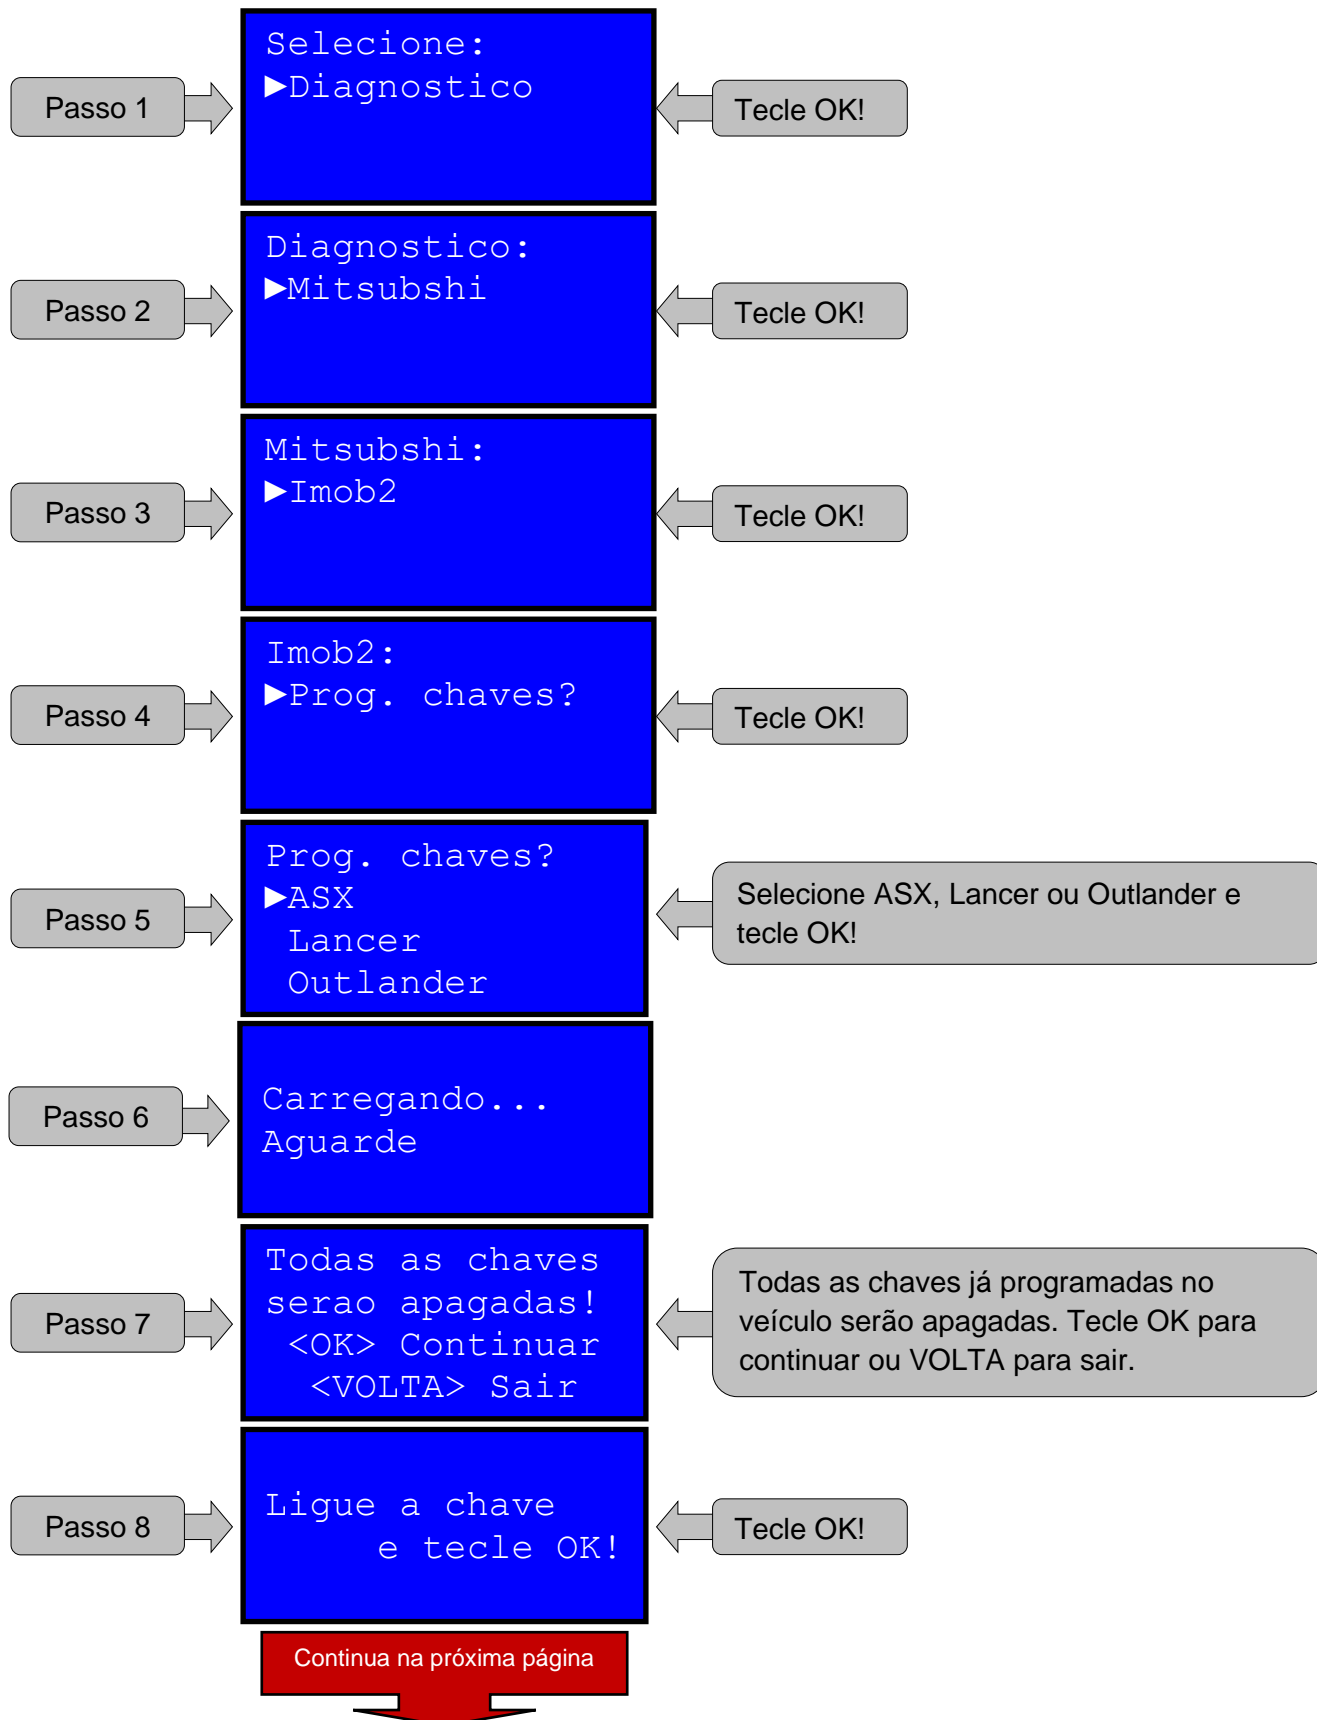 Selecione:
►Diagnostico
Passo 1
Tecle OK!
Diagnostico:
►Mitsubshi
Passo 2
Tecle OK!
Mitsubshi:
►Imob2
Passo 3
Tecle OK!
Imob2:
►Prog. chaves?
Passo 4
Tecle OK!
Prog. chaves?
►ASX
Lancer
Outlander
Passo 5
Selecione ASX, Lancer ou Outlander e
tecle OK!
Carregando...
Aguarde
Passo 6
Todas as chaves
serao apagadas!
<OK> Continuar
<VOLTA> Sair
Passo 7
Todas as chaves já programadas no
veículo serão apagadas. Tecle OK para
continuar ou VOLTA para sair.
Ligue a chave
e tecle OK!
Passo 8
Tecle OK!
Continua na próxima página